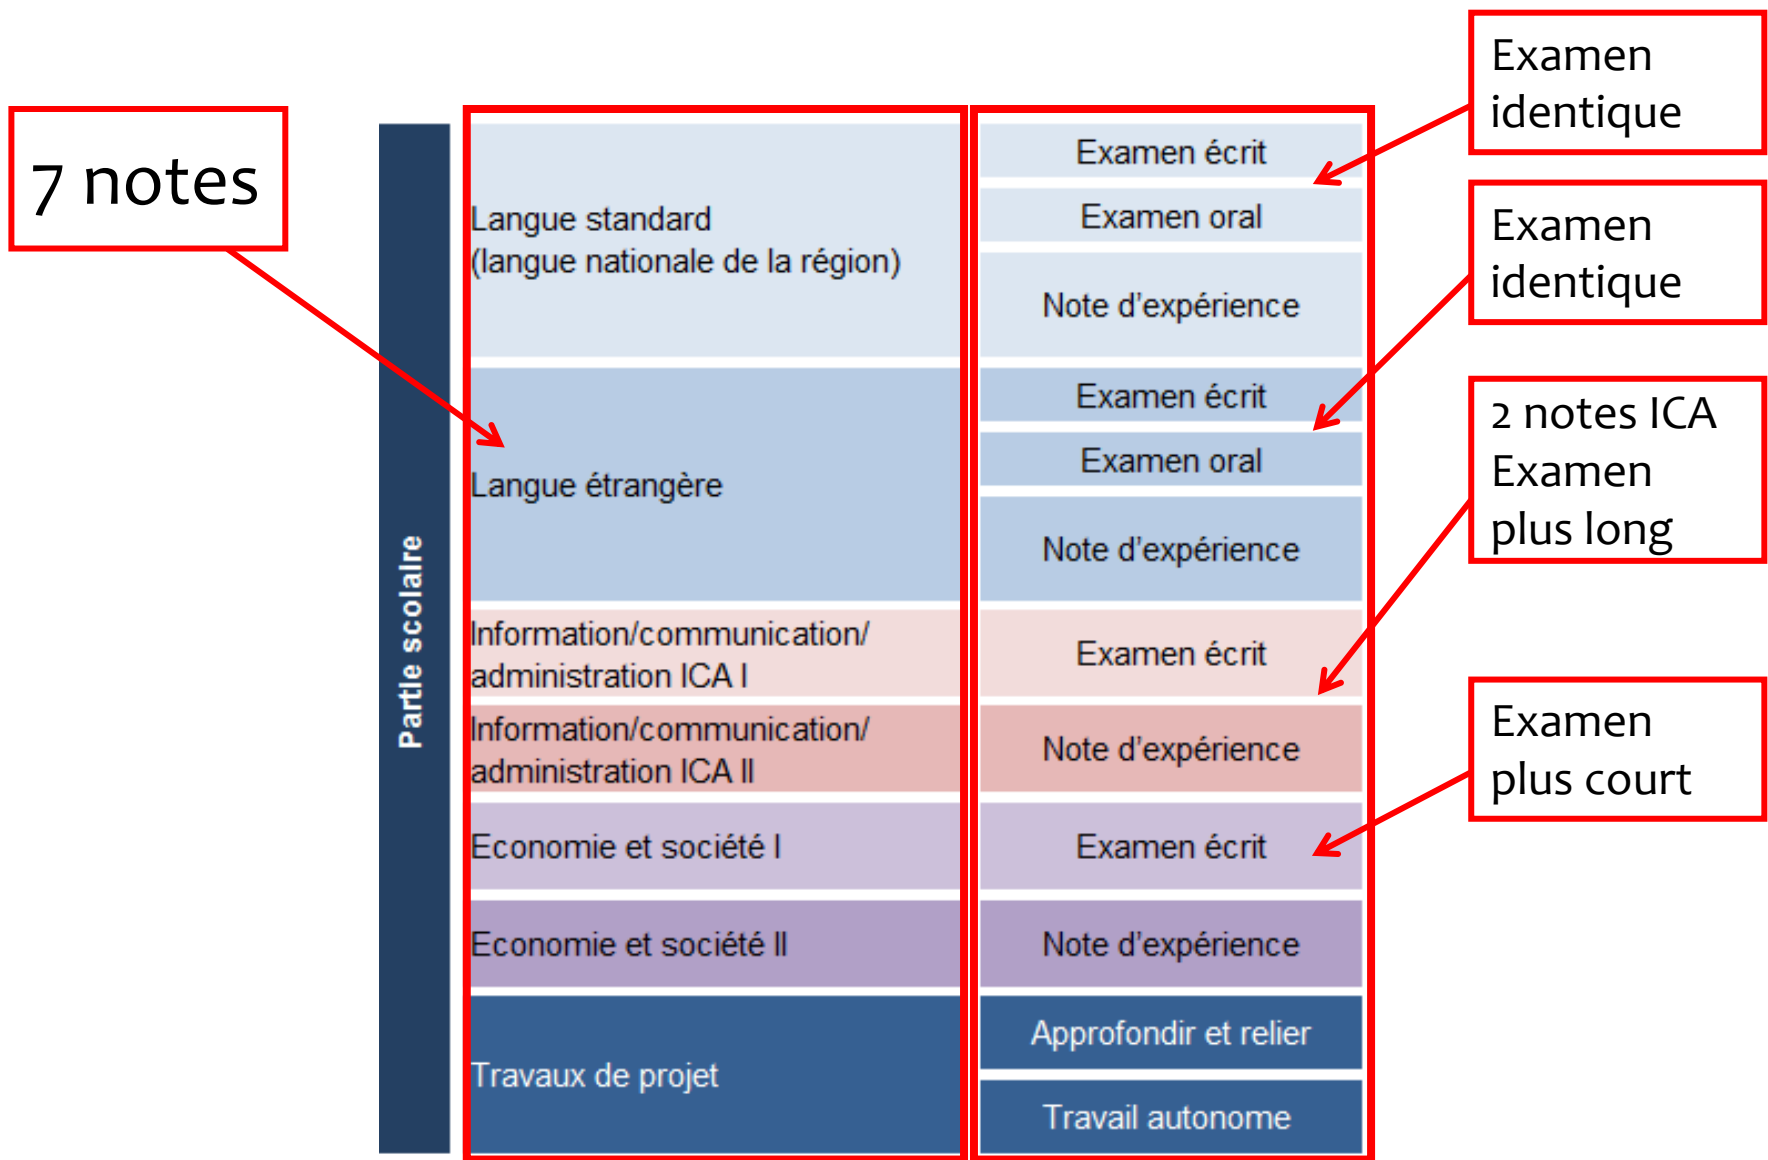 7 notes
Partie scolaire
Langue standard
(langue nationale de la région)
Examen écrit
Examen oral
Note d'expérience
Langue étrangère
Examen écrit
Examen oral
Note d'expérience
Information/communication/
administration ICA I
Examen écrit
Information/communication/
administration ICA II
Note d'expérience
Economie et société I
Examen écrit
Economie et société II
Note d'expérience
Travaux de projet
Approfondir et relier
Travail autonome
Examen
identique
Examen
identique
2 notes ICA
Examen
plus long
Examen
plus court